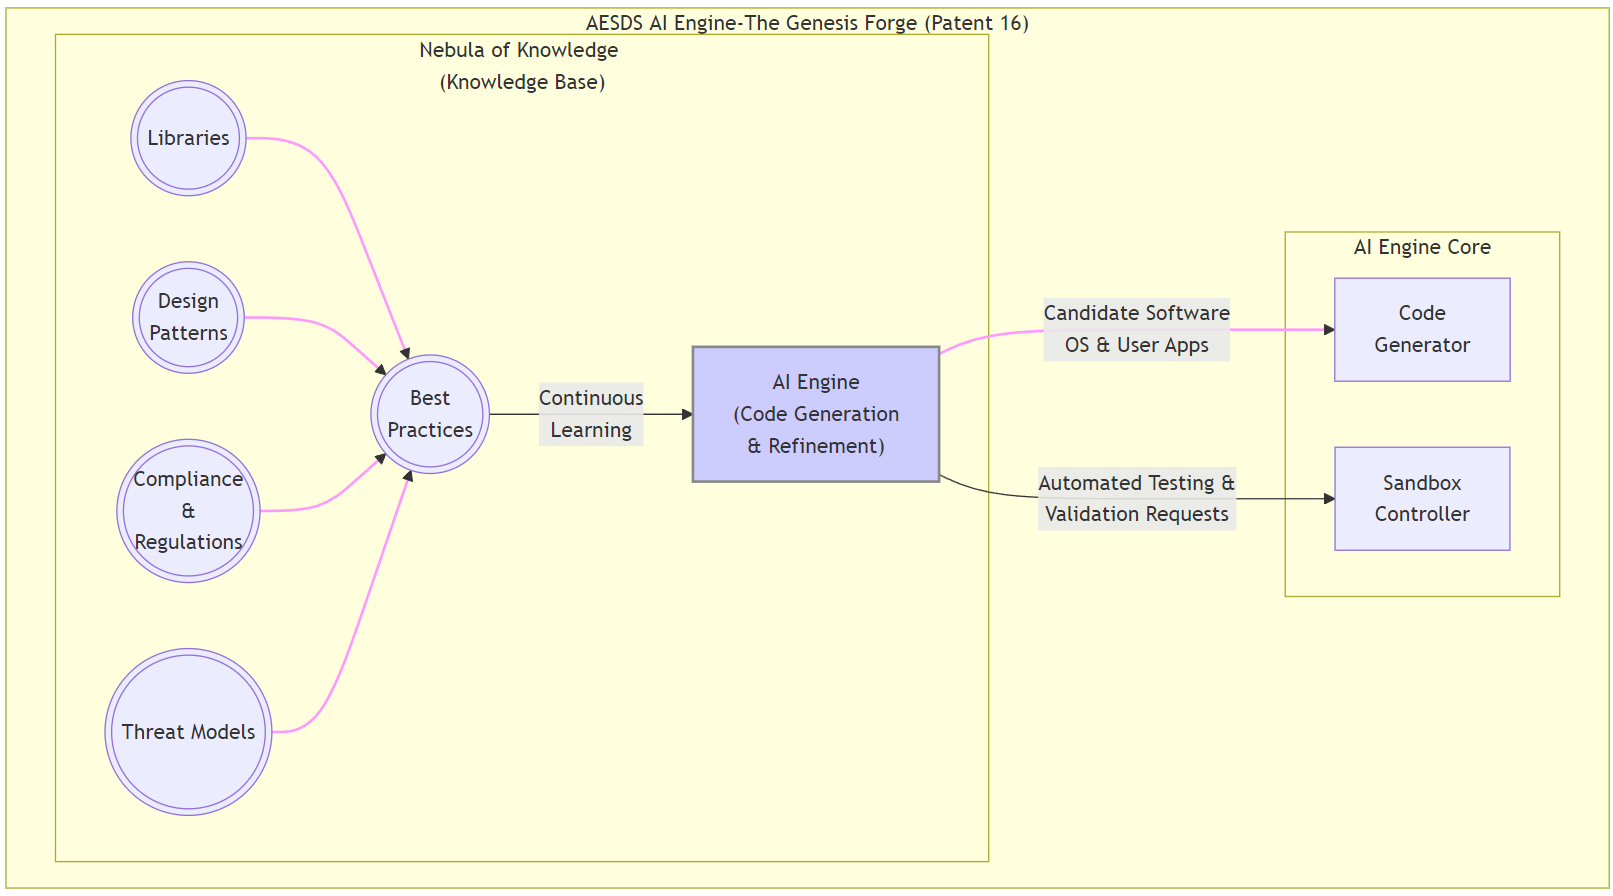 AESDS AI Engine-The Genesis Forge (Patent 16)
Nebula of Knowledge
(Knowledge Base)
Libraries
Design
Patterns
Compliance
&
Regulations
Threat Models
Best
Practices
Continuous
Learning
AI Engine
(Code Generation
& Refinement)
Candidate Software
OS & User Apps
Automated Testing &
Validation Requests
AI Engine Core
Code
Generator
Sandbox
Controller